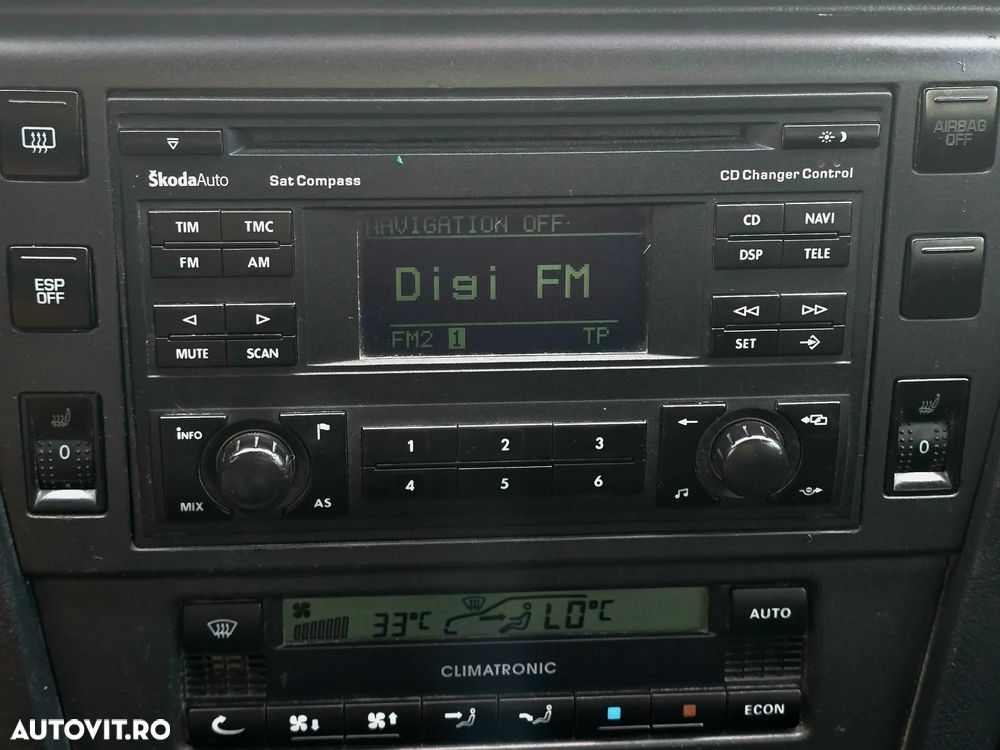 AIRBAG
OFF
ŠkodaAuto Sat Compass CD Changer Control
TIM TMC
FM AM
MUTE SCAN
NAVIGATION OFF
Digi FM
FM2 1 TP
CD NAVI
DSP TELE
SET
ESP
OFF
0
0
INFO
MIX AS
1 2 3
4 5 6
33°C LO°C
AUTO
CLIMATRONIC
ECON
AUTOVIT.RO